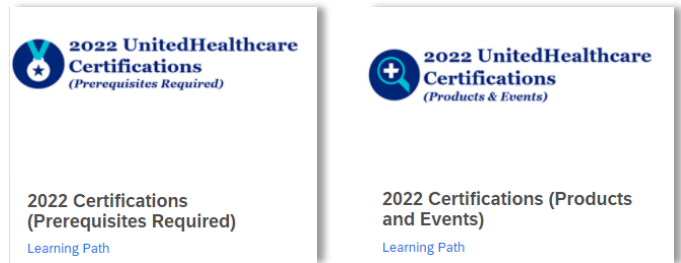 2022 UnitedHealthcare
Certifications
(Prerequisites Required)
2022 Certifications
(Prerequisites Required)
Learning Path
2022 UnitedHealthcare
Certifications
(Products & Events)
2022 Certifications (Products
and Events)
Learning Path